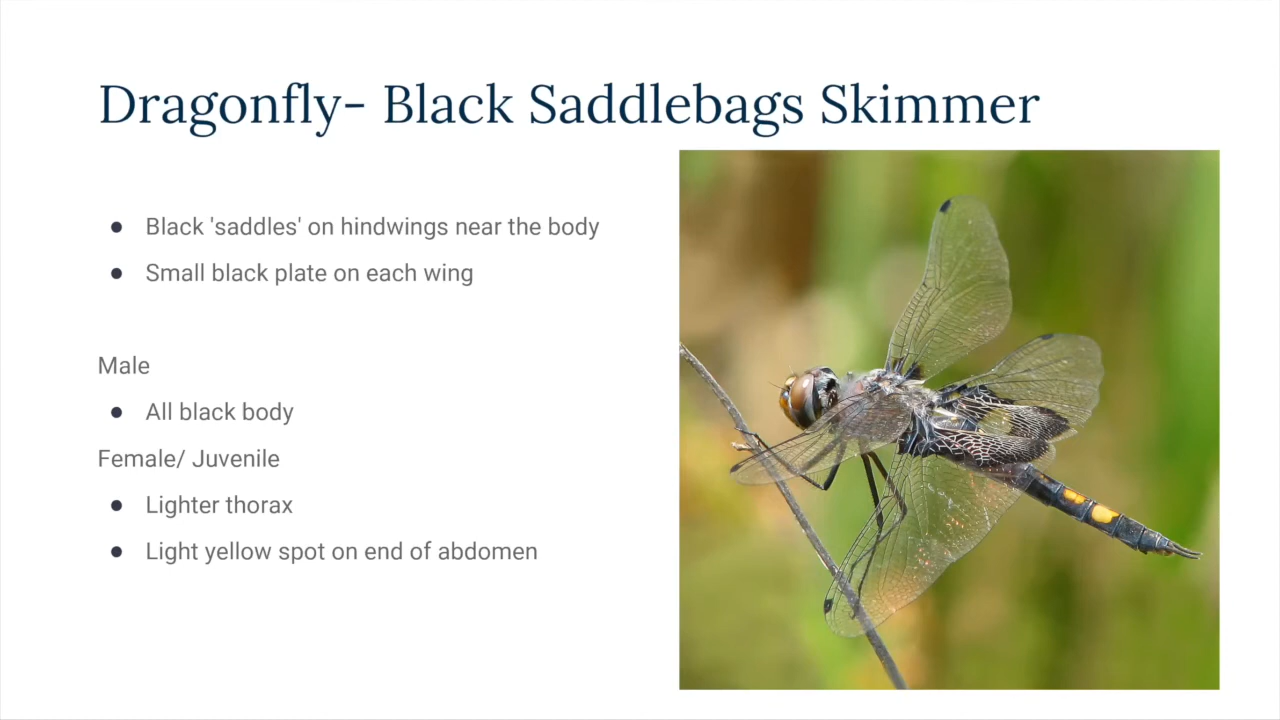 Dragonfly- Black Saddlebags Skimmer
● Black 'saddles' on hindwings near the body
● Small black plate on each wing
Male
● All black body
Female/ Juvenile
● Lighter thorax
● Light yellow spot on end of abdomen